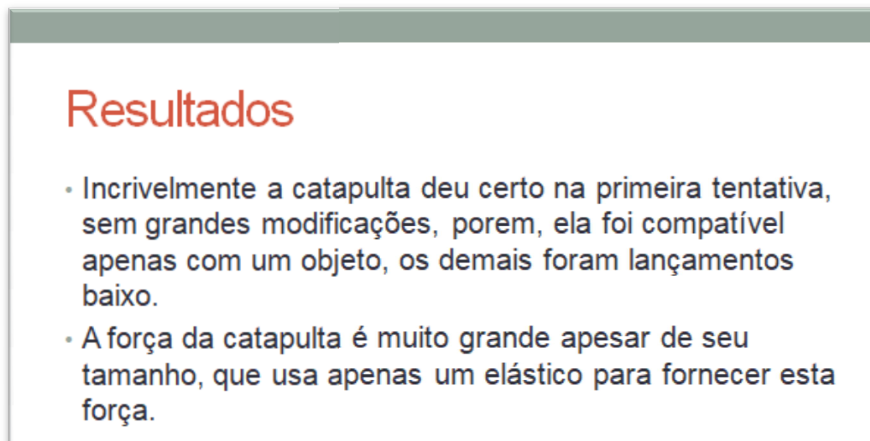 Resultados
• Incrivelmente a catapulta deu certo na primeira tentativa,
sem grandes modificações, porem, ela foi compatível
apenas com um objeto, os demais foram lançamentos
baixo.
• A força da catapulta é muito grande apesar de seu
tamanho, que usa apenas um elástico para fornecer esta
força.